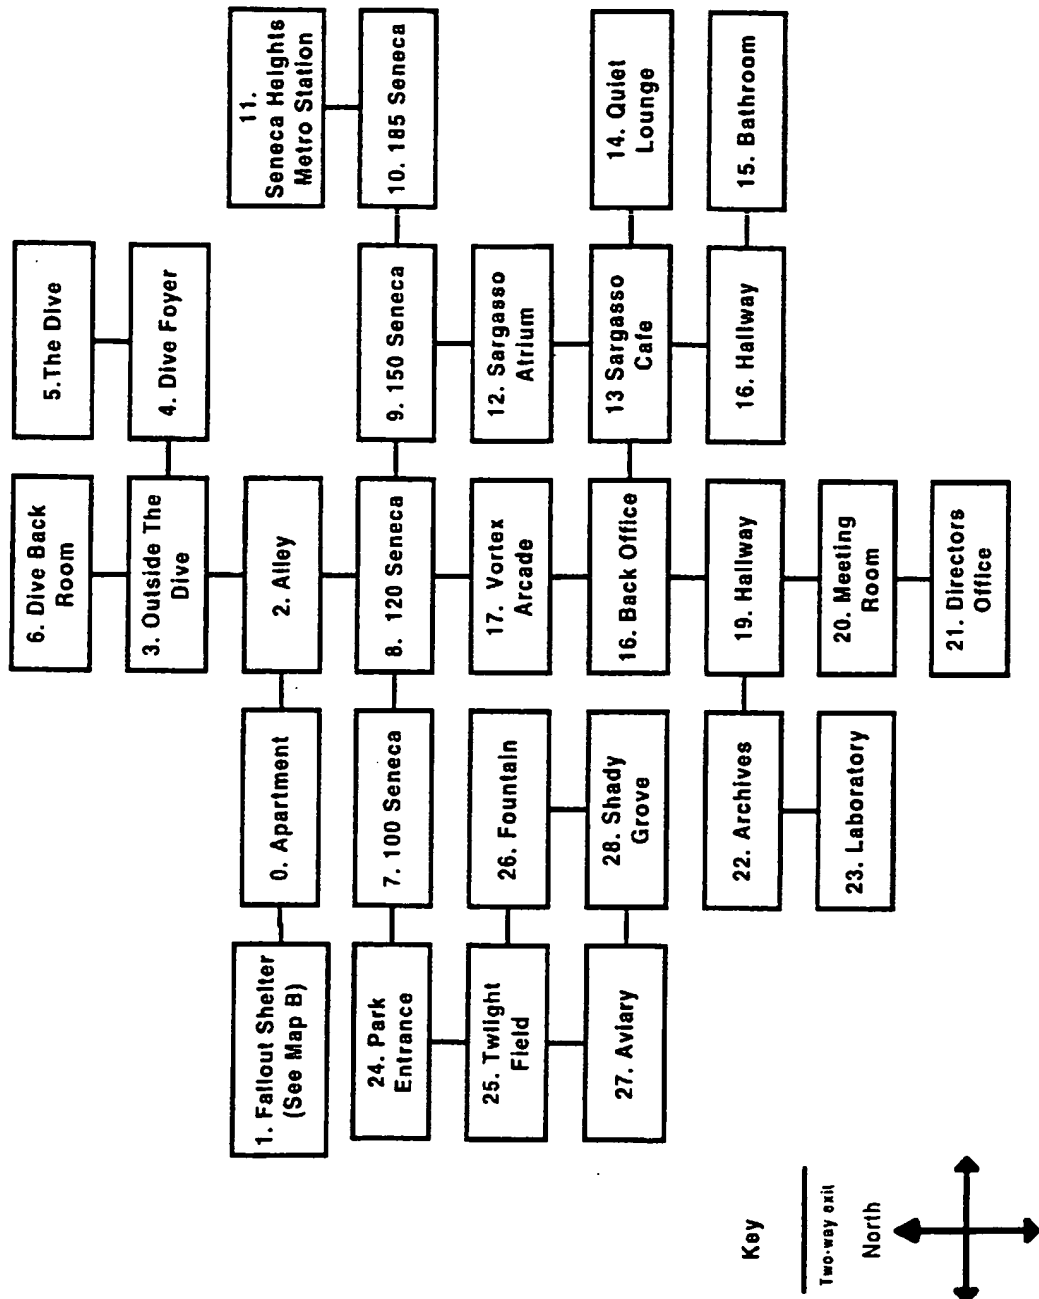 6. Dive Back
Room
5.The Dive
3. Outside The
Dive
4. Dive Foyer
1. Fallout Shelter
(See Map B)
0. Apartment
2. Alley
11.
Seneca Heights
Metro Station
24. Park
Entrance
7. 100 Seneca
8. 120 Seneca
9. 150 Seneca
10. 185 Seneca
25. Twilight
Field
26. Fountain
17. Vortex
Arcade
12. Sargasso
Atrium
27. Aviary
28. Shady
Grove
16. Back Office
13 Sargasso
Cafe
14. Quiet
Lounge
22. Archives
19. Hallway
16. Hallway
15. Bathroom
23. Laboratory
20. Meeting
Room
21. Directors
Office
Key
Two-way exit
North